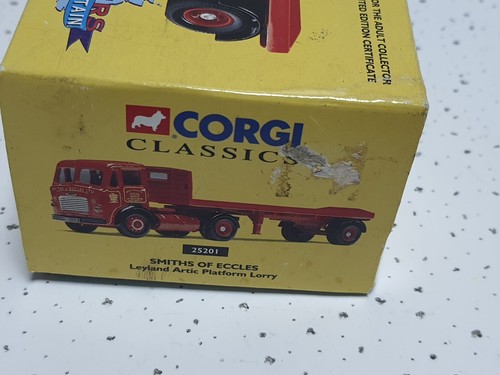 FOR THE ADULT COLLECTOR
LIMITED EDITION CERTIFICATE
CORGI
CLASSICS
25201
SMITHS OF ECCLES
Leyland Artic Platform Lorry